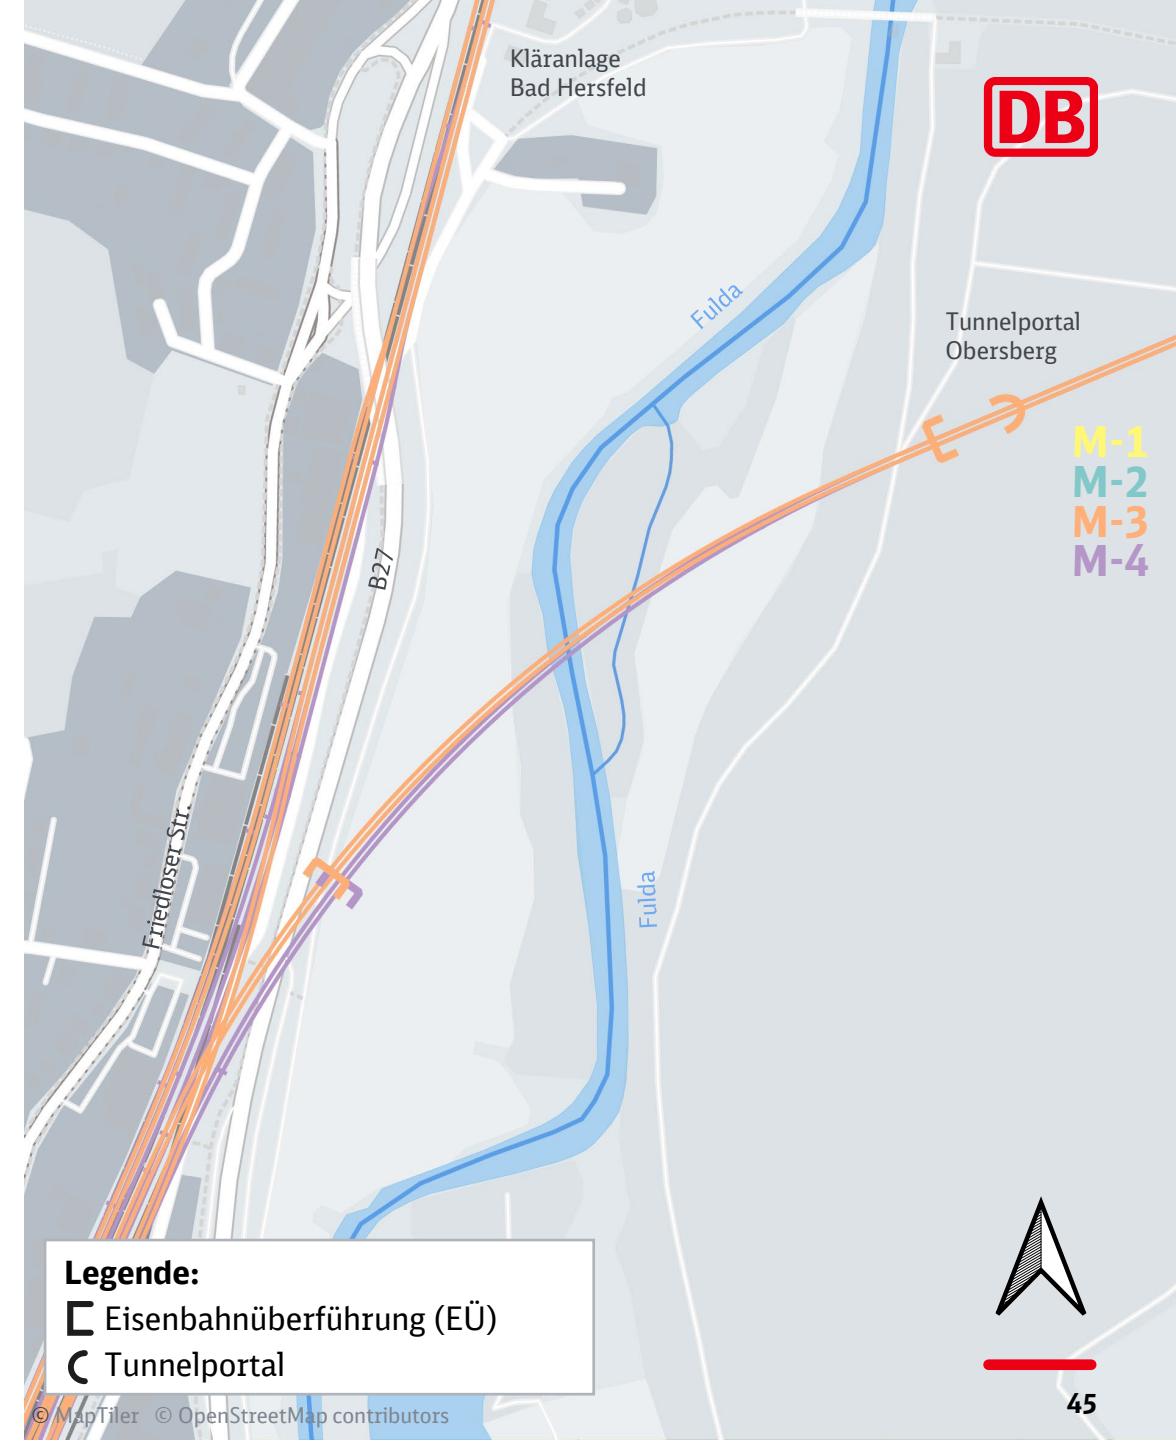 Kläranlage
Bad Hersfeld
DB
Fulda
Tunnelportal
Obersberg
M-1
M-2
M-3
M-4
B27
Friedloser Str.
Fulda
Legende:
Eisenbahnüberführung (EÜ)
Tunnelportal
45
© MapTiler © OpenStreetMap contributors